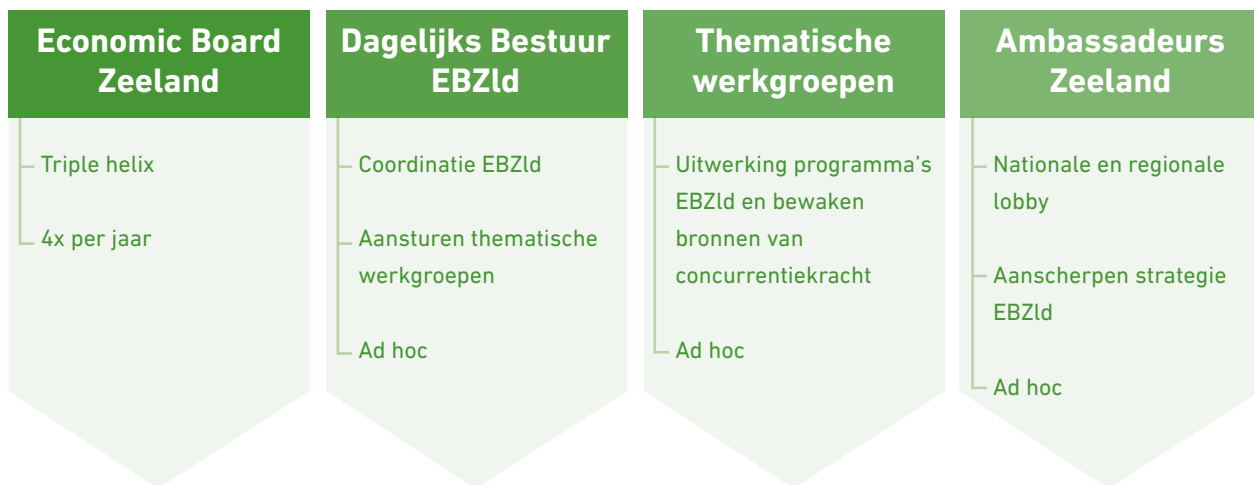 Economic Board
Zeeland
Triple helix
4x per jaar
Dagelijks Bestuur
EBZld
Coordinatie EBZld
Aansturen thematische
werkgroepen
Ad hoc
Thematische
werkgroepen
Uitwerking programma's
EBZld en bewaken
bronnen van
concurrentiekracht
Ad hoc
Ambassadeurs
Zeeland
Nationale en regionale
lobby
Aanscherpen strategie
EBZld
Ad hoc